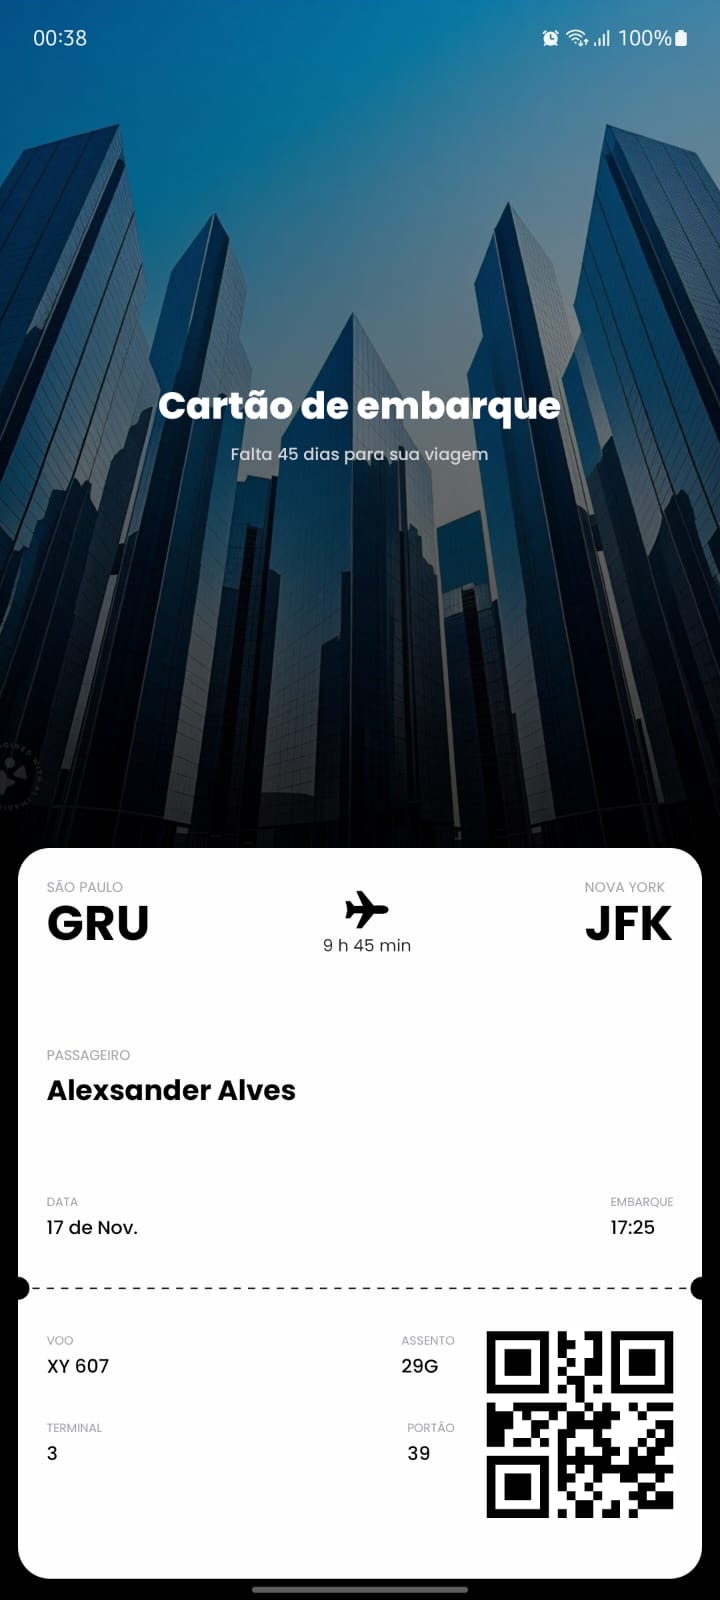 00:38
100%
Cartão de embarque
Falta 45 dias para sua viagem
SÃO PAULO
GRU
9 h 45 min
NOVA YORK
JFK
PASSAGEIRO
Alexsander Alves
DATA
17 de Nov.
EMBARQUE
17:25
VOO
XY 607
ASSENTO
29G
TERMINAL
3
PORTÃO
39